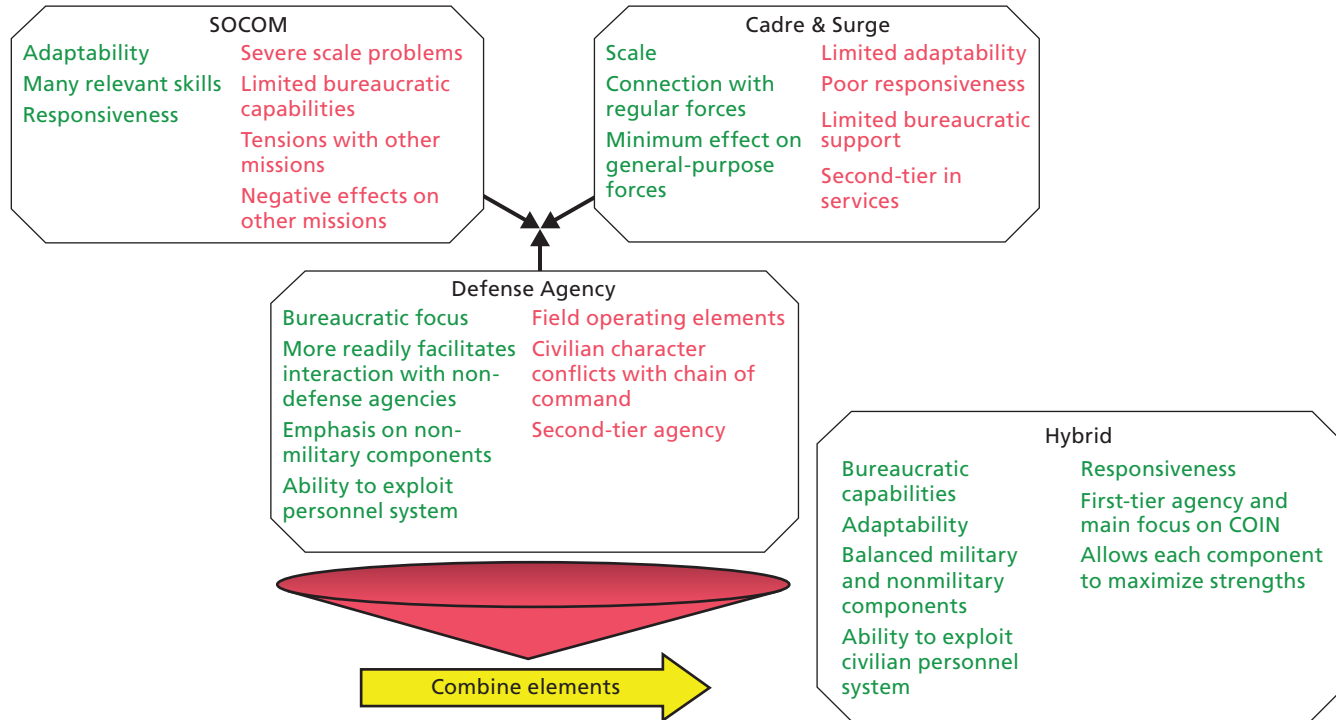 SOCOM
Adaptability
Many relevant skills
Responsiveness
Severe scale problems
Limited bureaucratic
capabilities
Tensions with other
missions
Negative effects on
other missions
Cadre & Surge
Scale
Connection with
regular forces
Minimum effect on
general-purpose
forces
Limited adaptability
Poor responsiveness
Limited bureaucratic
support
Second-tier in
services
Defense Agency
Bureaucratic focus
More readily facilitates
interaction with non-
defense agencies
Emphasis on non-
military components
Ability to exploit
personnel system
Field operating elements
Civilian character
conflicts with chain of
command
Second-tier agency
Hybrid
Bureaucratic
capabilities
Adaptability
Balanced military
and nonmilitary
components
Ability to exploit
civilian personnel
system
Responsiveness
First-tier agency and
main focus on COIN
Allows each component
to maximize strengths
Combine elements